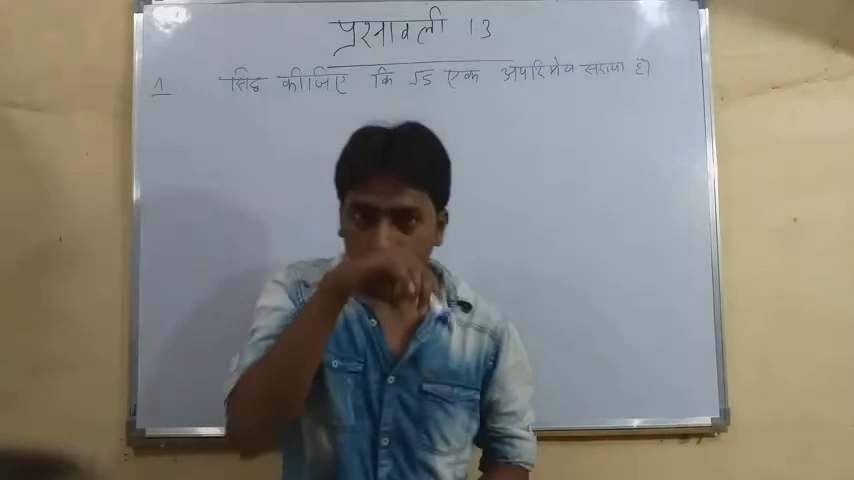 प्रश्नावली 13
1 सिद्ध कीजिए कि √5 एक अपरिमेय संख्या है।